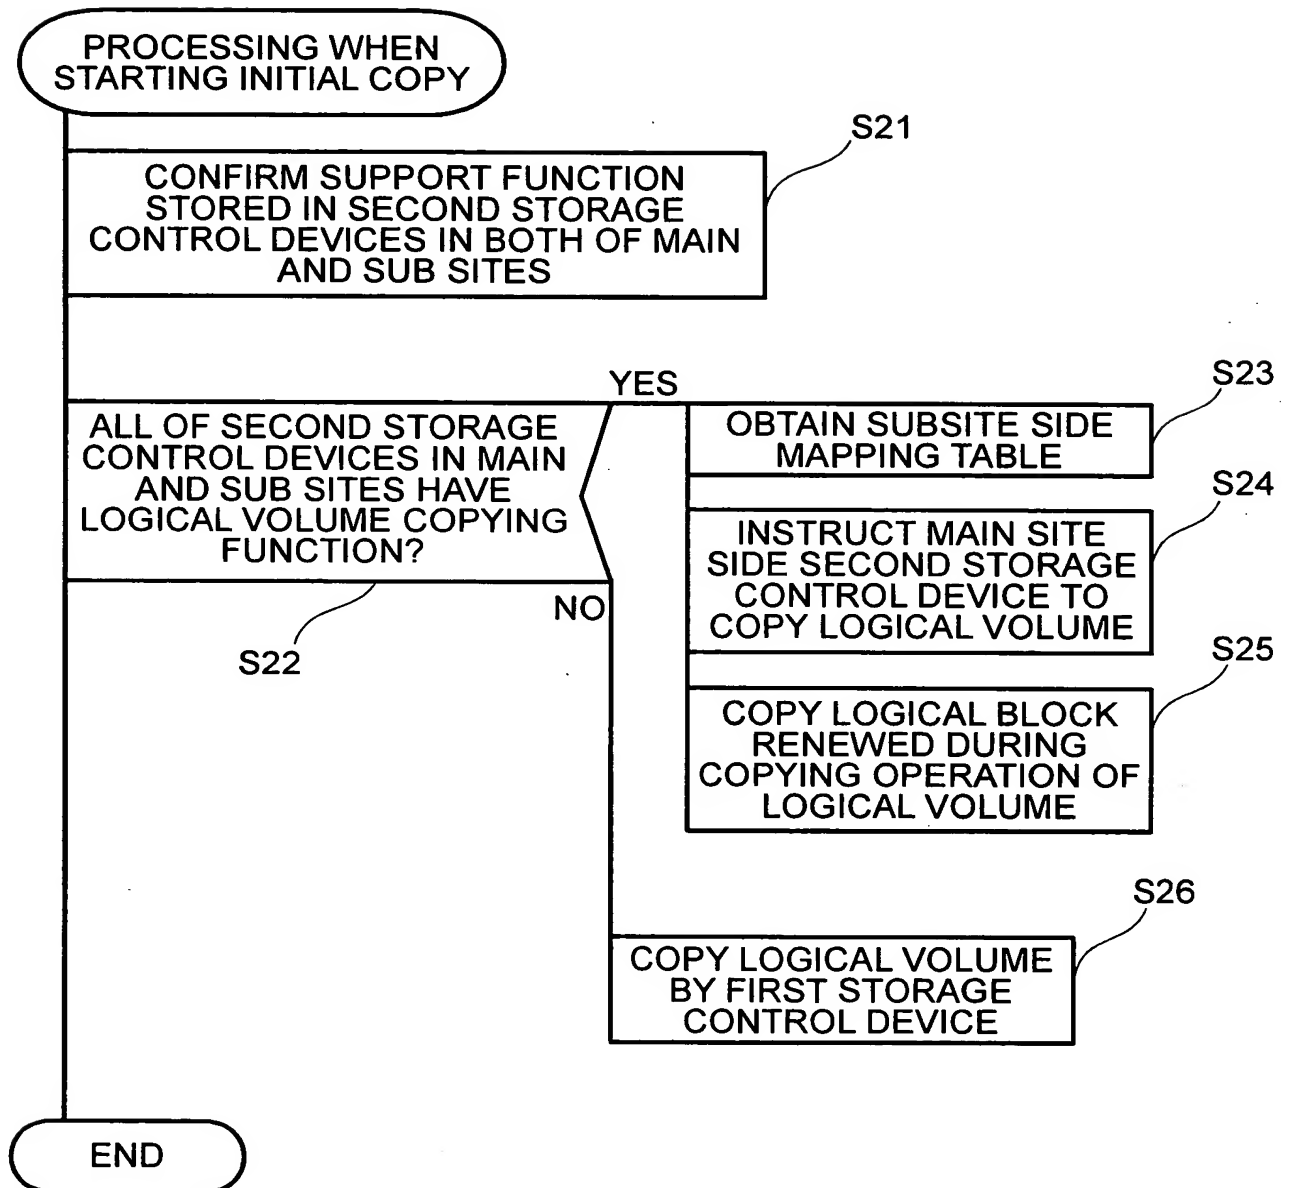 PROCESSING WHEN
STARTING INITIAL COPY
S21
CONFIRM SUPPORT FUNCTION
STORED IN SECOND STORAGE
CONTROL DEVICES IN BOTH OF MAIN
AND SUB SITES
YES
S23
ALL OF SECOND STORAGE
CONTROL DEVICES IN MAIN
AND SUB SITES HAVE
LOGICAL VOLUME COPYING
FUNCTION?
OBTAIN SUBSITE SIDE
MAPPING TABLE
S24
INSTRUCT MAIN SITE
SIDE SECOND STORAGE
CONTROL DEVICE TO
COPY LOGICAL VOLUME
NO
S22
S25
COPY LOGICAL BLOCK
RENEWED DURING
COPYING OPERATION OF
LOGICAL VOLUME
S26
COPY LOGICAL VOLUME
BY FIRST STORAGE
CONTROL DEVICE
END